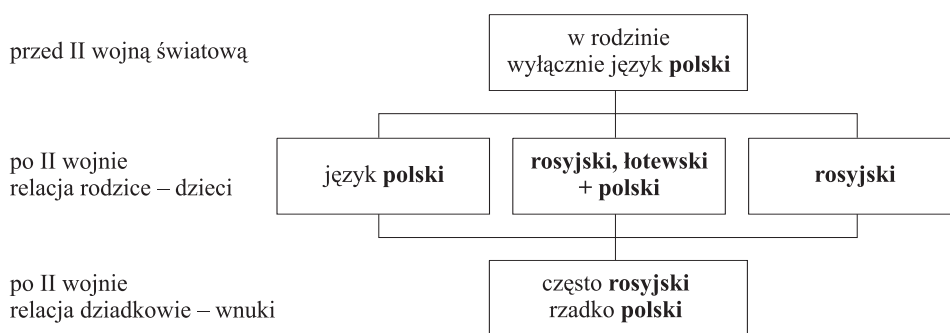 przed II wojną światową
w rodzinie
wyłącznie język polski
po II wojnie
relacja rodzice – dzieci
język polski
rosyjski, łotewski
+ polski
rosyjski
po II wojnie
relacja dziadkowie – wnuki
często rosyjski
rzadko polski